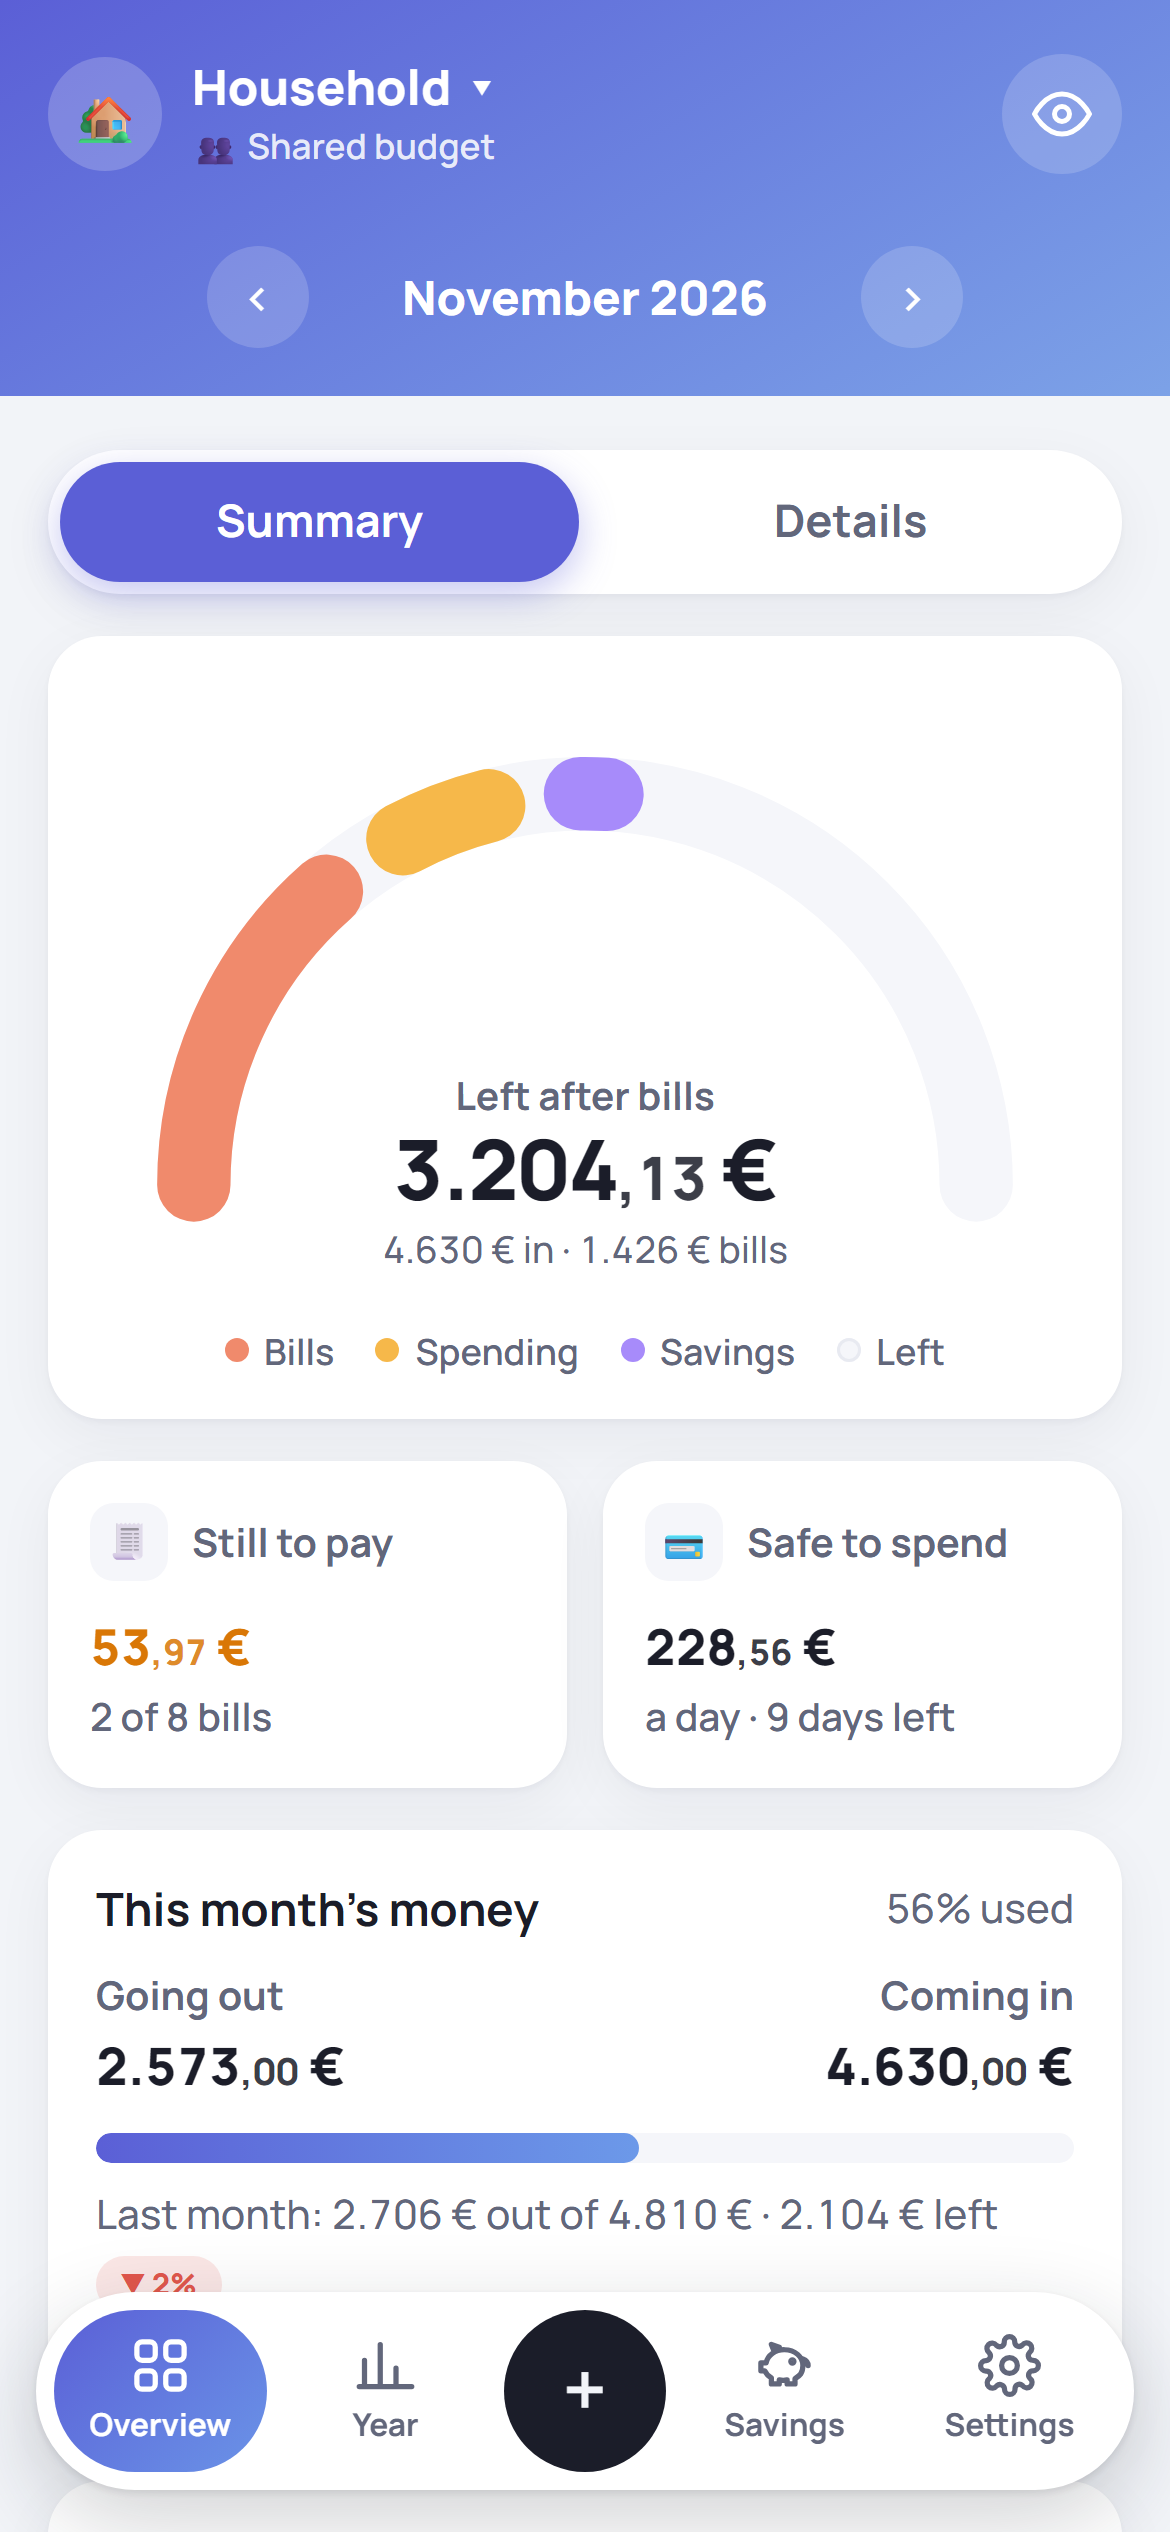 Household ▼
Shared budget
November 2026
Summary
Details
Left after bills
3.204,13 €
4.630 € in · 1.426 € bills
Bills
Spending
Savings
Left
Still to pay
53,97 €
2 of 8 bills
Safe to spend
228,56 €
a day · 9 days left
This month’s money
56% used
Going out
Coming in
2.573,00 €
4.630,00 €
Last month: 2.706 € out of 4.810 € · 2.104 € left
▼ 2%
Overview
Year
+
Savings
Settings